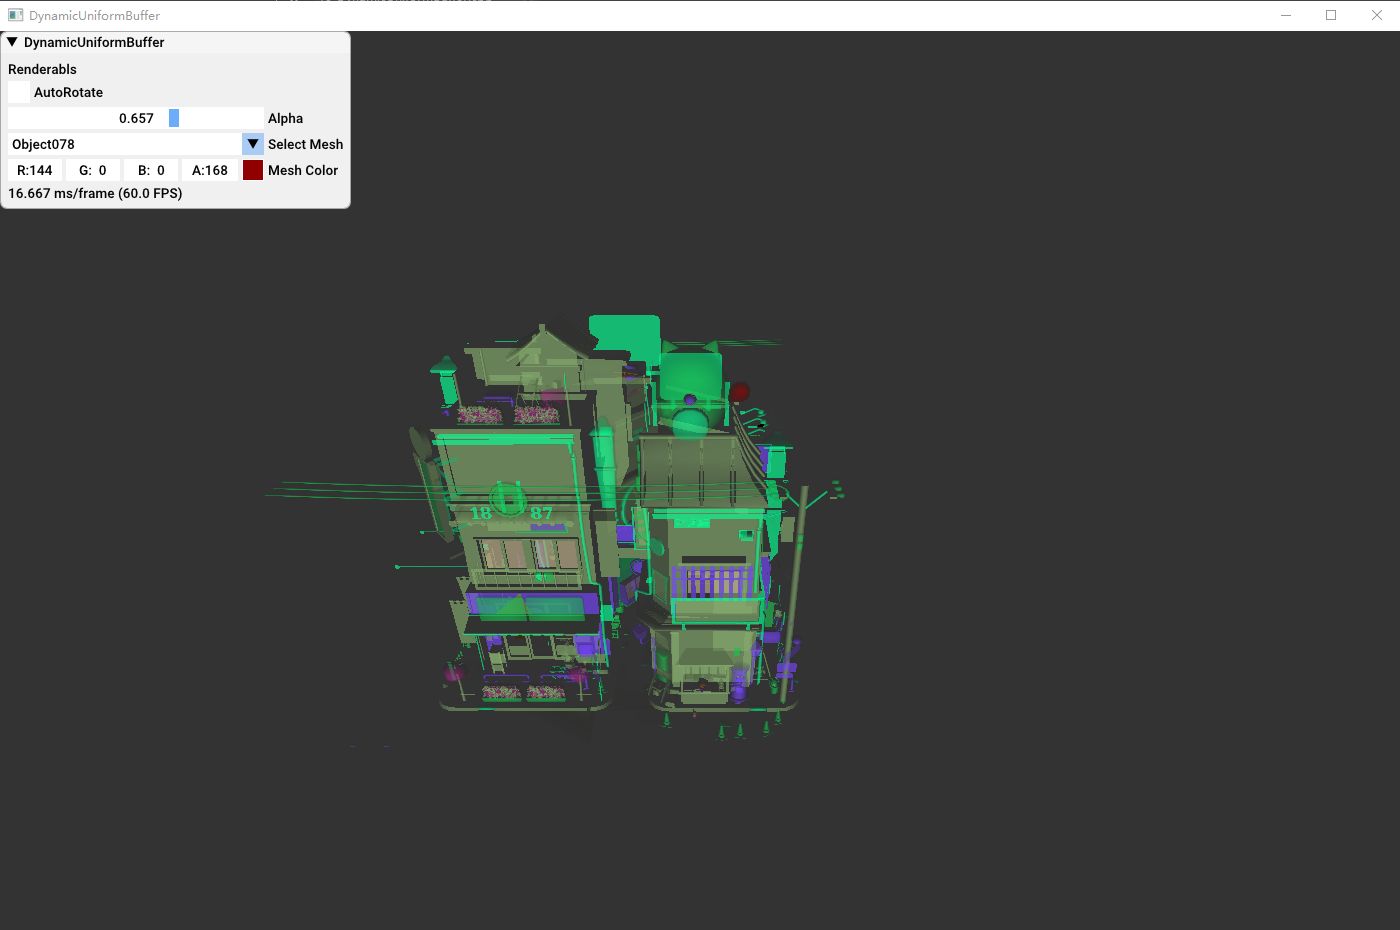 DynamicUniformBuffer
DynamicUniformBuffer
Renderabls
AutoRotate
0.657 Alpha
Object078 Select Mesh
R:144 G: 0 B: 0 A:168 Mesh Color
16.667 ms/frame (60.0 FPS)
18 87